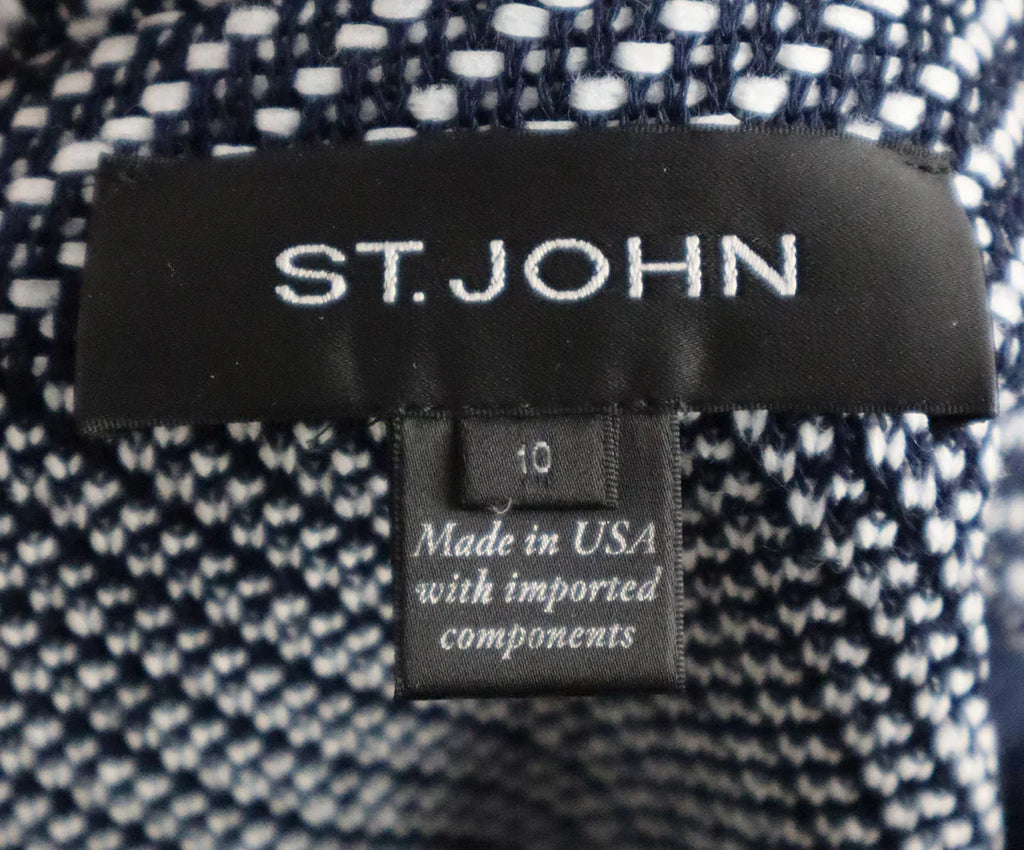 ST. JOHN
10
Made in USA
with imported
components